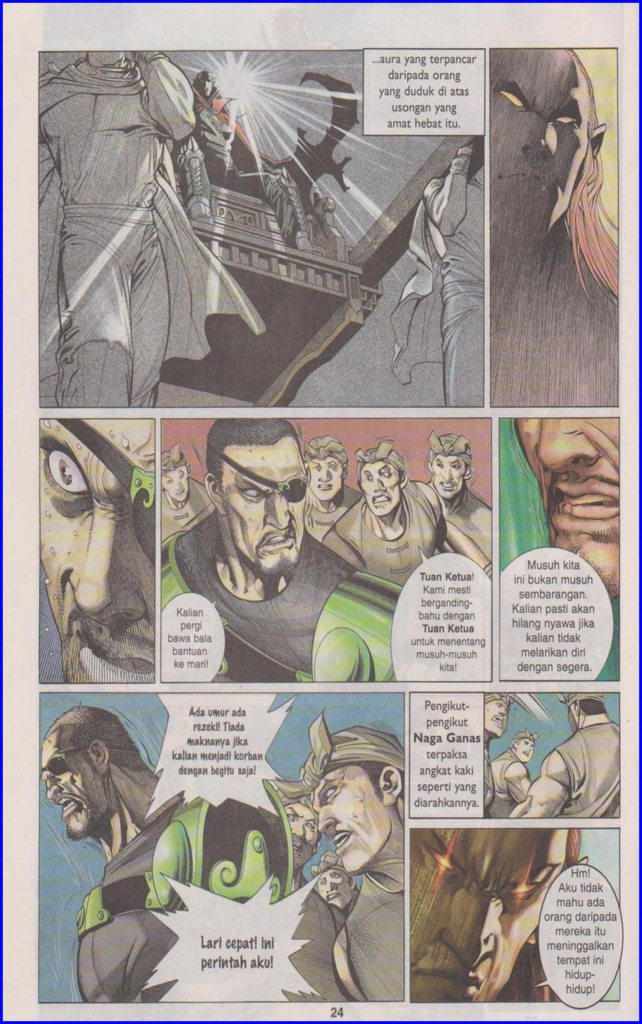 ...aura yang terpancar
daripada orang
yang duduk di atas
usongan yang
amat hebat itu.
Kalian
pergi
bawa bala
bantuan
ke mari!
Tuan Ketua!
Kami mesti
berganding-
bahu dengan
Tuan Ketua
untuk menentang
musuh-musuh
kita!
Musuh kita
ini bukan musuh
sembarangan.
Kalian pasti akan
hilang nyawa jika
kalian tidak
melarikan diri
dengan segera.
Ada umur ada
rezeki! Tiada
maknanya jika
kalian menjadi korban
dengan begitu saja!
Lari cepat! ini
perintah aku!
Pengikut-
pengikut
Naga Ganas
terpaksa
angkat kaki
seperti yang
diarahkannya.
Hm!
Aku tidak
mahu ada
orang daripada
mereka itu
meninggalkan
tempat ini
hidup-
hidup!
24